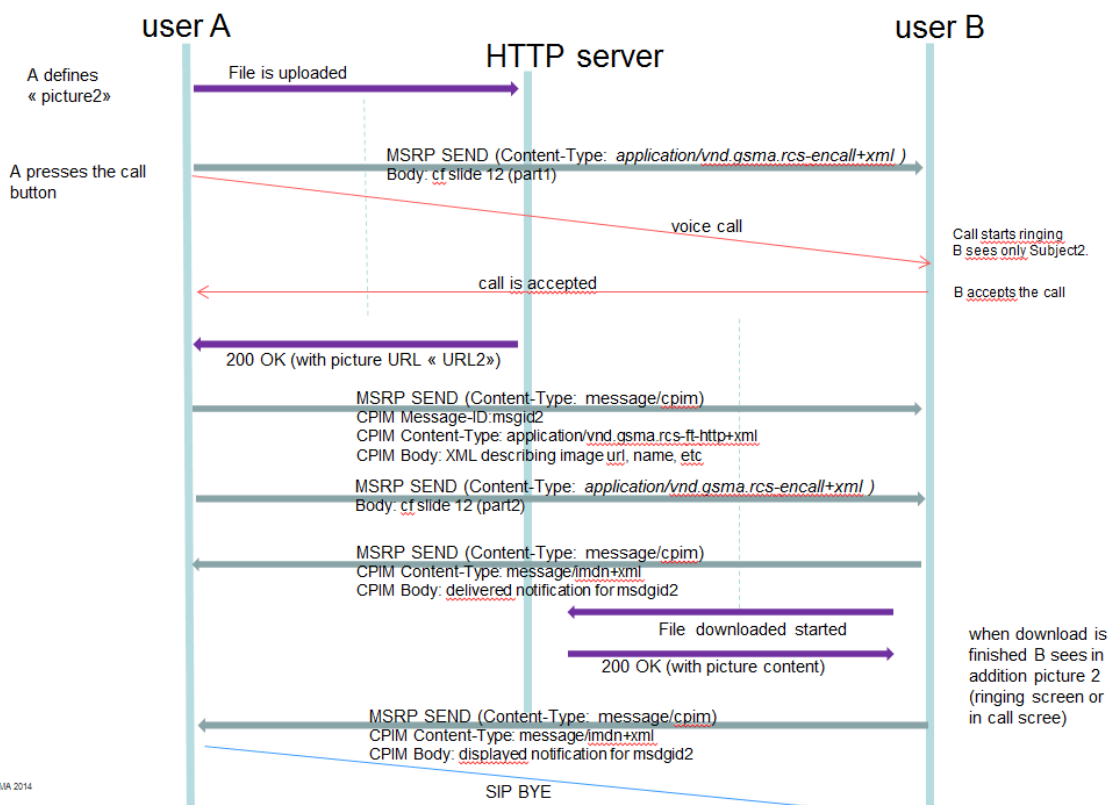 user A
user B
HTTP server
A defines
« picture2»
File is uploaded
MSRP SEND (Content-Type: application/vnd.gsma.rcs-encall+xml )
Body: cf slide 12 (part1)
A presses the call
button
voice call
Call starts ringing
B sees only Subject2.
call is accepted
B accepts the call
200 OK (with picture URL « URL2»)
MSRP SEND (Content-Type: message/cpim)
CPIM Message-ID:msgid2
CPIM Content-Type: application/vnd.gsma.rcs-ft-http+xml
CPIM Body: XML describing image url, name, etc
MSRP SEND (Content-Type: application/vnd.gsma.rcs-encall+xml )
Body: cf slide 12 (part2)
MSRP SEND (Content-Type: message/cpim)
CPIM Content-Type: message/imdn+xml
CPIM Body: delivered notification for msdgid2
File downloaded started
200 OK (with picture content)
when download is
finished B sees in
addition picture 2
(ringing screen or
in call scree)
MSRP SEND (Content-Type: message/cpim)
CPIM Content-Type: message/imdn+xml
CPIM Body: displayed notification for msdgid2
MA 2014
SIP BYE